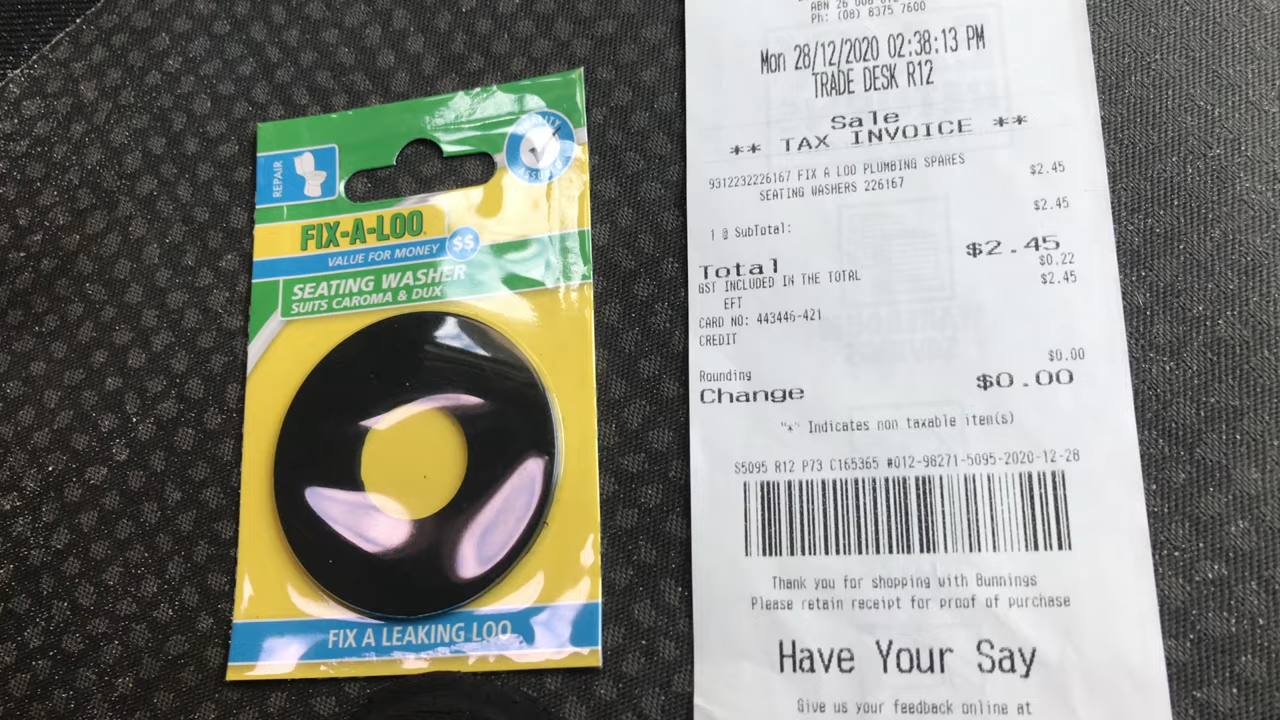 REPAIR
QUALITY
ASSURED
FIX-A-LOO
VALUE FOR MONEY $$
SEATING WASHER
SUITS CAROMA & DUX
FIX A LEAKING LOO
ABN 26
Ph: (08) 8375 7600
Mon 28/12/2020 02:38:13 PM
TRADE DESK R12
Sale
** TAX INVOICE **
9312232226167 FIX A LOO PLUMBING SPARES $2.45
SEATING WASHERS 226167
1 @ SubTotal: $2.45
Total $2.45
GST INCLUDED IN THE TOTAL $0.22
EFT $2.45
CARD NO: 443446-421
CREDIT
Rounding $0.00
Change $0.00
"*" Indicates non taxable item(s)
S5095 R12 P73 C165365 #012-98271-5095-2020-12-28
Thank you for shopping with Bunnings
Please retain receipt for proof of purchase
Have Your Say
Give us your feedback online at